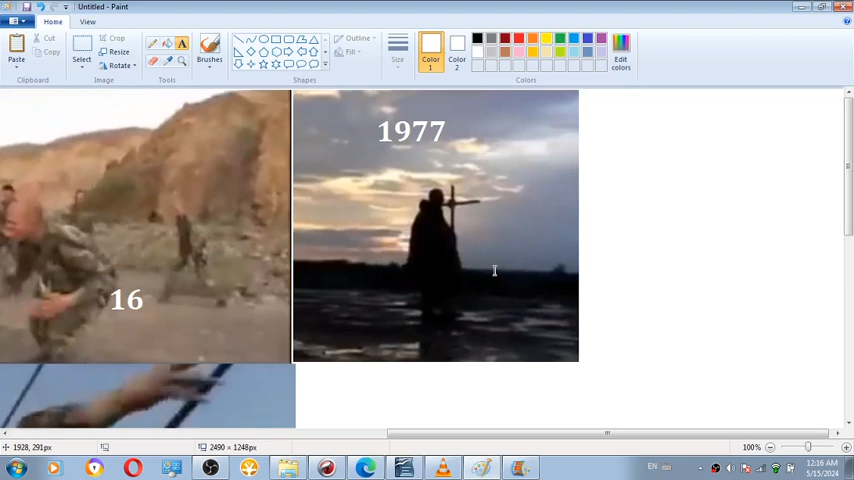 Untitled - Paint
Home
View
Paste
Cut
Copy
Clipboard
Select
Crop
Resize
Rotate
Image
A
Tools
Brushes
Outline
Fill
Shapes
Size
Color
1
Color
2
Edit
colors
Colors
1977
16
1928, 291px
2490 × 1248px
100%
EN
12:16 AM
5/15/2024